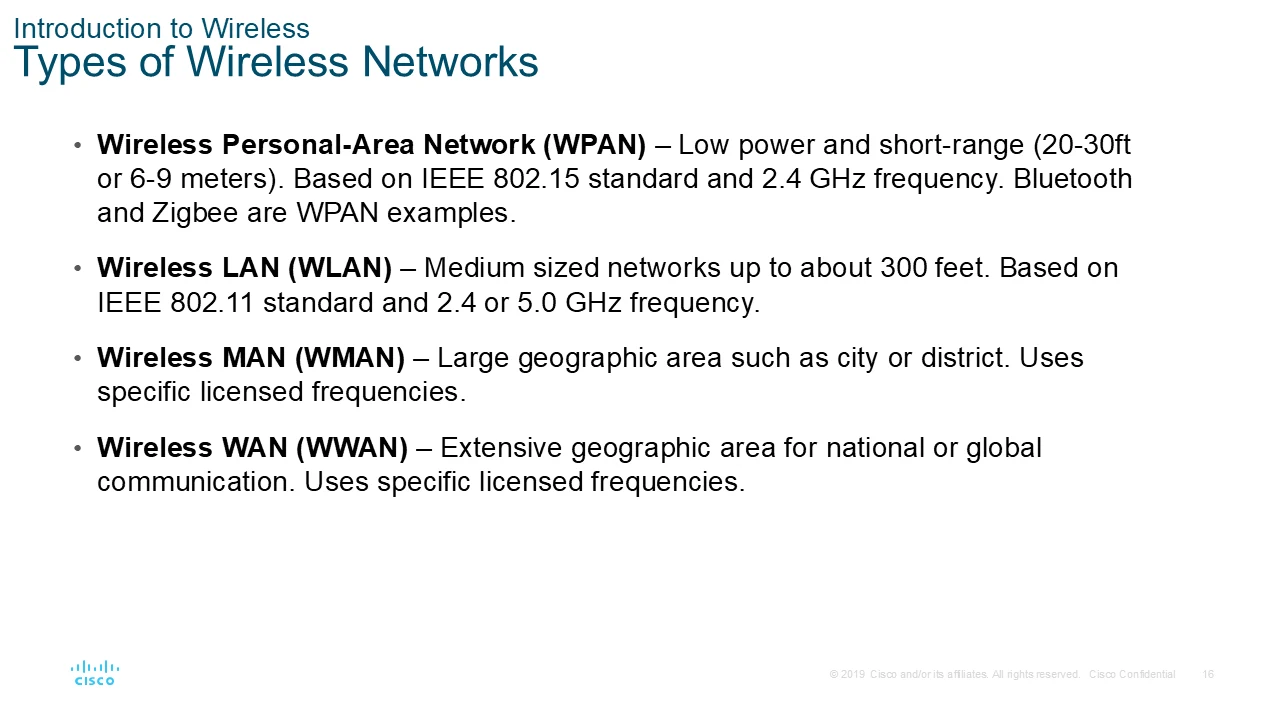 Introduction to Wireless
Types of Wireless Networks
• Wireless Personal-Area Network (WPAN) – Low power and short-range (20-30ft
or 6-9 meters). Based on IEEE 802.15 standard and 2.4 GHz frequency. Bluetooth
and Zigbee are WPAN examples.
• Wireless LAN (WLAN) – Medium sized networks up to about 300 feet. Based on
IEEE 802.11 standard and 2.4 or 5.0 GHz frequency.
• Wireless MAN (WMAN) – Large geographic area such as city or district. Uses
specific licensed frequencies.
• Wireless WAN (WWAN) – Extensive geographic area for national or global
communication. Uses specific licensed frequencies.
CISCO
© 2019 Cisco and/or its affiliates. All rights reserved. Cisco Confidential 16